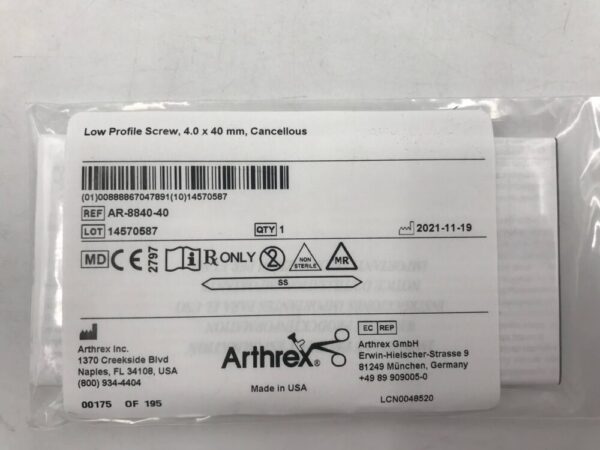 Low Profile Screw, 4.0 x 40 mm, Cancellous
(01)00888867047891(10)14570587
REF AR-8840-40
LOT 14570587 QTY 1 2021-11-19
MD CE 2797 i Rx ONLY 2 NON STERILE MR
SS
Arthrex Inc.
1370 Creekside Blvd
Naples, FL 34108, USA
(800) 934-4404
00175 OF 195
Arthrex®
Made in USA
EC REP
Arthrex GmbH
Erwin-Hielscher-Strasse 9
81249 München, Germany
+49 89 909005-0
LCN0048520